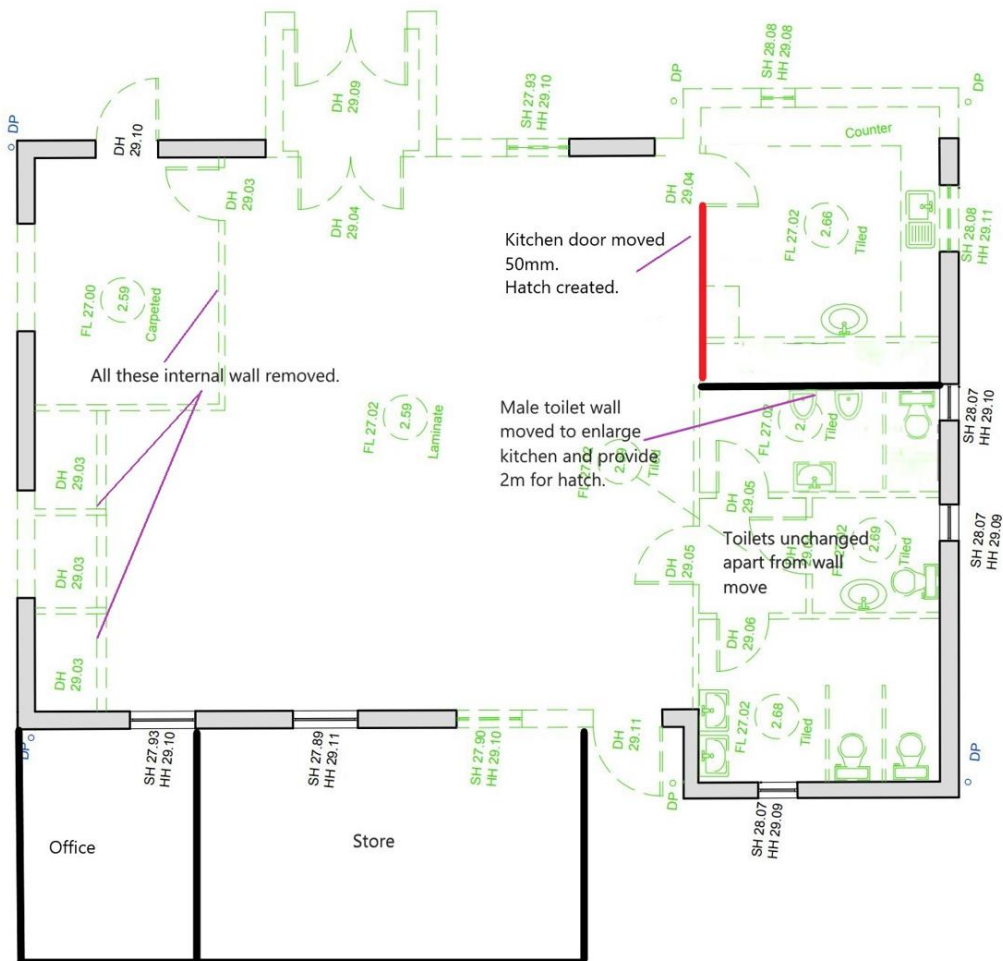 DP
DH
29.10
DH
29.03
DH
29.09
DH
29.04
SH 27.93
HH 29.10
DP
SH 28.08
HH 29.08
DP
Counter
DH
29.04
FL 27.02
2.66
Tiled
SH 28.08
HH 29.11
Kitchen door moved
50mm.
Hatch created.
FL 27.00
2.59
Carpeted
All these internal wall removed.
FL 27.02
2.59
Laminate
Male toilet wall
moved to enlarge
kitchen and provide
2m for hatch.
FL 27.02
Tiled
SH 28.07
HH 29.10
Tiled
DH
29.03
DH
29.03
DH
29.03
DH
29.05
DH
29.05
Toilets unchanged
apart from wall
move
DH
2.69
Tiled
SH 28.07
HH 29.09
DH
29.06
FL 27.02
2.68
Tiled
DH
29.11
DP
SH 27.93
HH 29.10
SH 27.89
HH 29.11
SH 27.90
HH 29.10
DP
DP
SH 28.07
HH 29.09
Office
Store